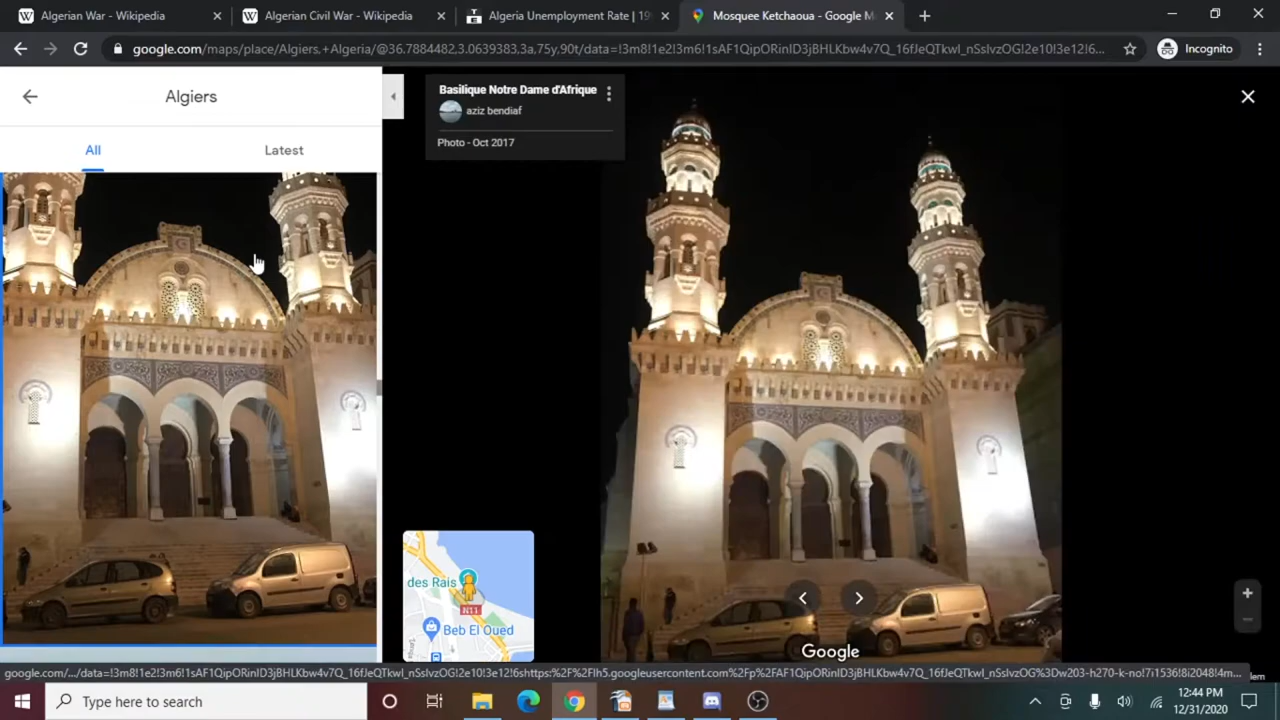 Algerian War - Wikipedia
Algerian Civil War - Wikipedia
Algeria Unemployment Rate | 19
Mosquee Ketchaoua - Google M
google.com/maps/place/Algiers,+Algeria/@36.7884482,3.0639383,3a,75y,90t/data=!3m8!1e2!3m6!1sAF1QipORinID3jBHLKbw4v7Q_16fJeQTkwI_nSslvzOG!2e10!3e12!6...
Incognito
Algiers
All
Latest
Basilique Notre Dame d'Afrique
aziz bendiaf
Photo - Oct 2017
des Rais
N11
Beb El Oued
Google
google.com/.../data=!3m8!1e2!3m6!1sAF1QipORinID3jBHLKbw4v7Q_16fJeQTkwI_nSslvzOG!2e10!3e12!6shttps:%2F%2Flh5.googleusercontent.com%2Fp%2FAF1QipORinID3jBHLKbw4v7Q_16fJeQTkwI_nSslvzOG%3Dw203-h270-k-no!7i1536!8i2048!4m...
Type here to search
12:44 PM
12/31/2020